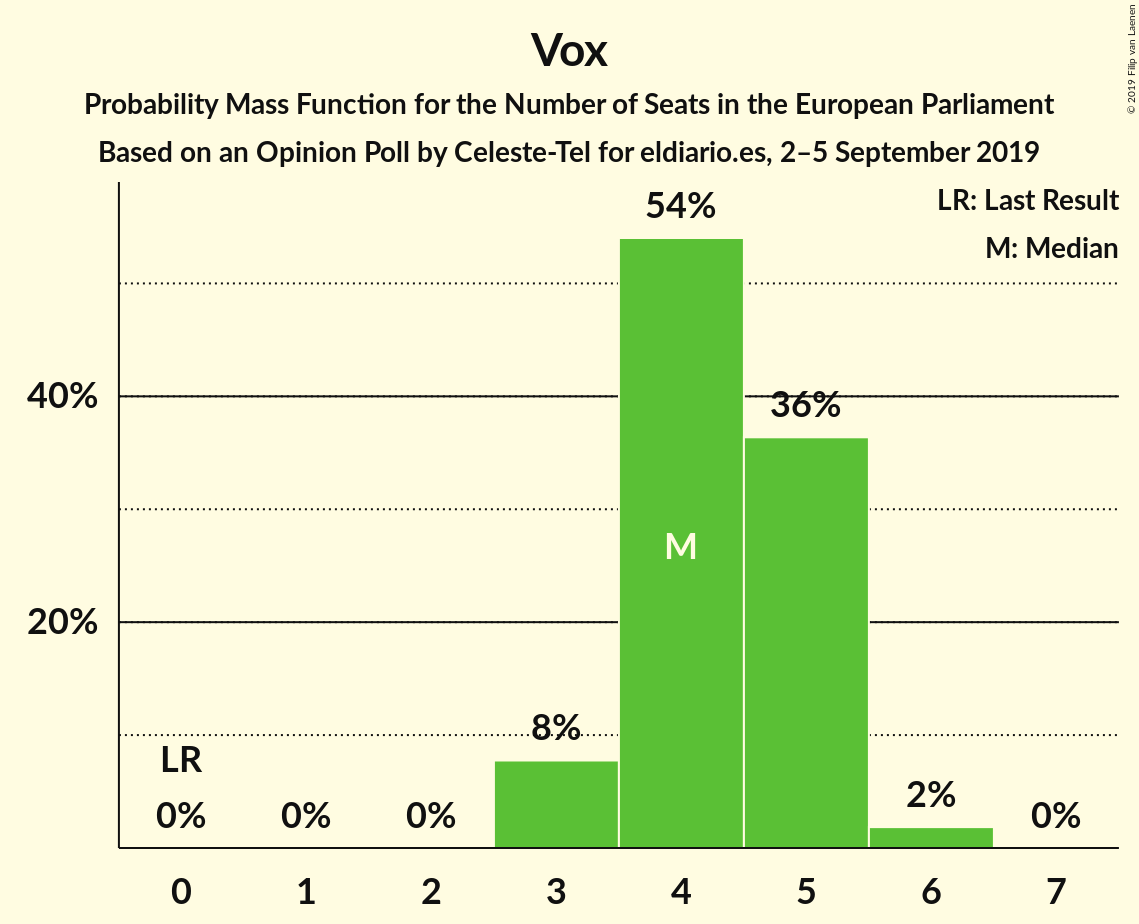 Vox
Probability Mass Function for the Number of Seats in the European Parliament
Based on an Opinion Poll by Celeste-Tel for eldiario.es, 2–5 September 2019
© 2019 Filip van Laenen
LR: Last Result
M: Median
54%
40%
36%
M
20%
8%
LR
2%
0%
0%
0%
0%
0 1 2 3 4 5 6 7